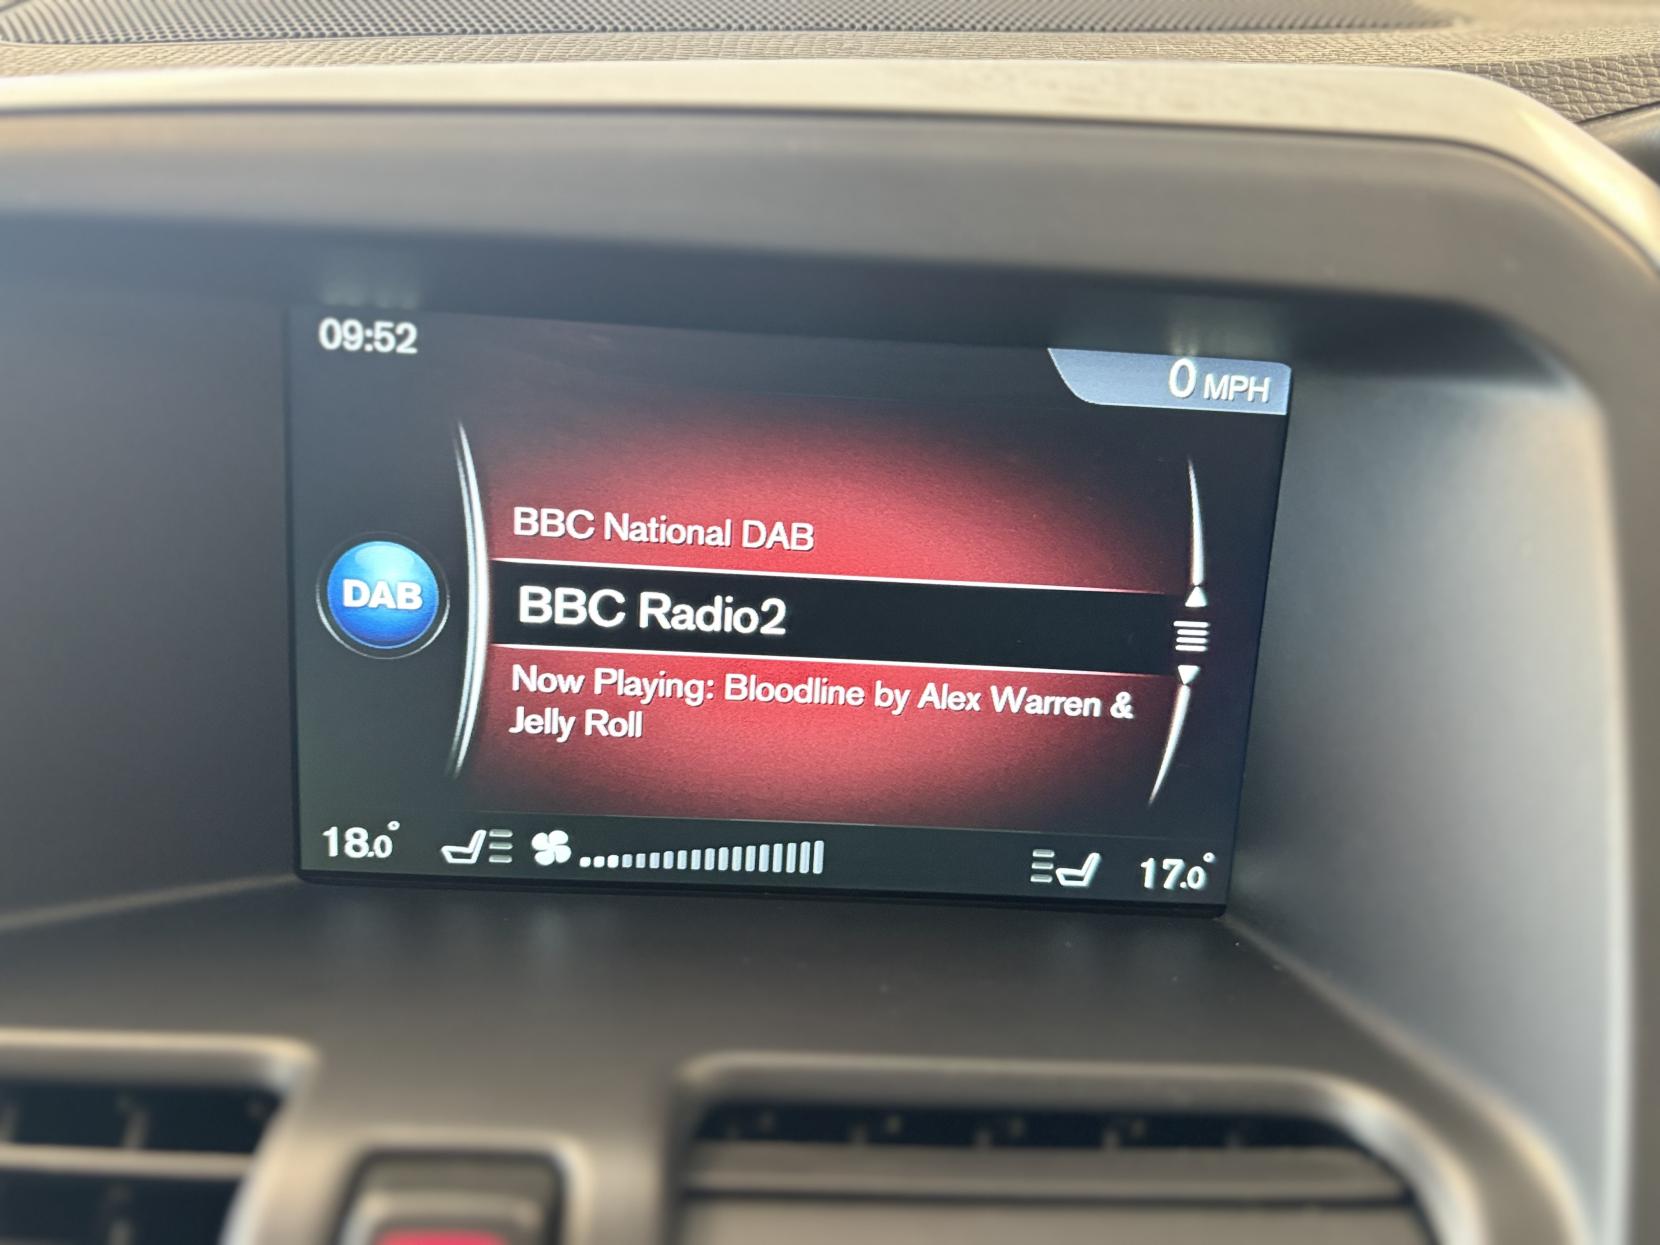 09:52
0 MPH
BBC National DAB
DAB
BBC Radio2
Now Playing: Bloodline by Alex Warren &
Jelly Roll
18.0°
17.0°